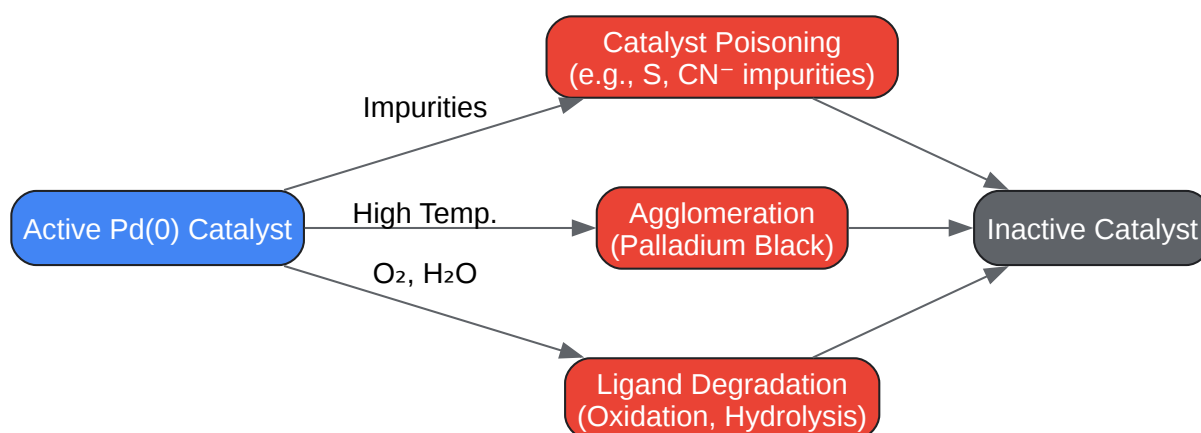 Catalyst Poisoning
(e.g., S, CN⁻ impurities)
Impurities
Active Pd(0) Catalyst
High Temp.
Agglomeration
(Palladium Black)
Inactive Catalyst
O₂, H₂O
Ligand Degradation
(Oxidation, Hydrolysis)